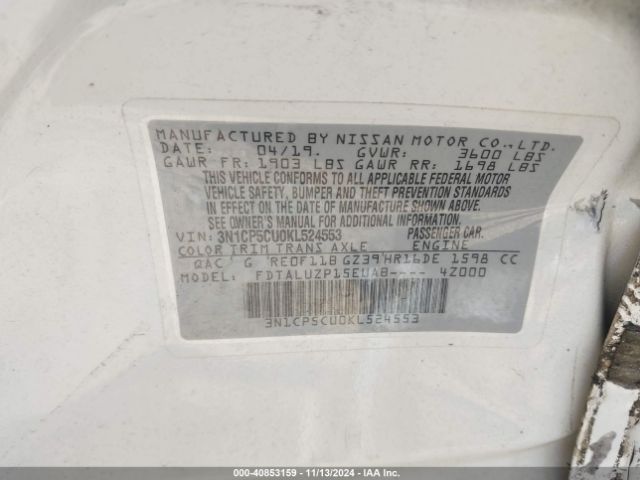 MANUFACTURED BY NISSAN MOTOR CO.,LTD.
DATE: 04/19. GVWR: 3600 LBS
GAWR FR: 1903 LBS GAWR RR: 1698 LBS
THIS VEHICLE CONFORMS TO ALL APPLICABLE FEDERAL MOTOR
VEHICLE SAFETY, BUMPER AND THEFT PREVENTION STANDARDS
IN EFFECT ON THE DATE OF MANUFACTURE SHOWN ABOVE.
SEE OWNER'S MANUAL FOR ADDITIONAL INFORMATION.
VIN: 3N1CP5CU0KL524553 PASSENGER CAR.
COLOR TRIM TRANS AXLE ENGINE
QAC G RE0F11B GZ39 HR16DE 1598 CC
MODEL: FDTALUZP15EUAB---- 4Z000
3N1CP5CU0KL524553
000-40853159 - 11/13/2024 - IAA Inc.